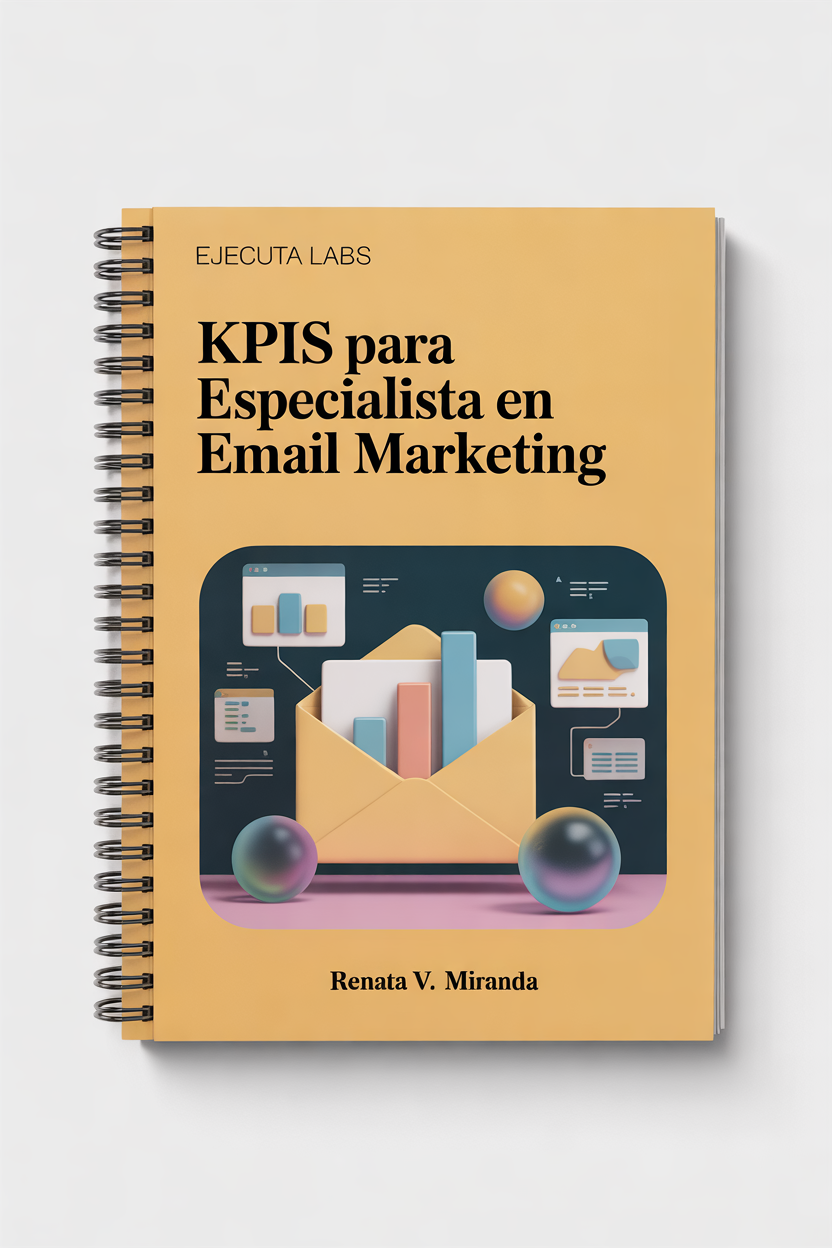 EJECUTA LABS
KPIS para
Especialista en
Email Marketing
Renata V. Miranda